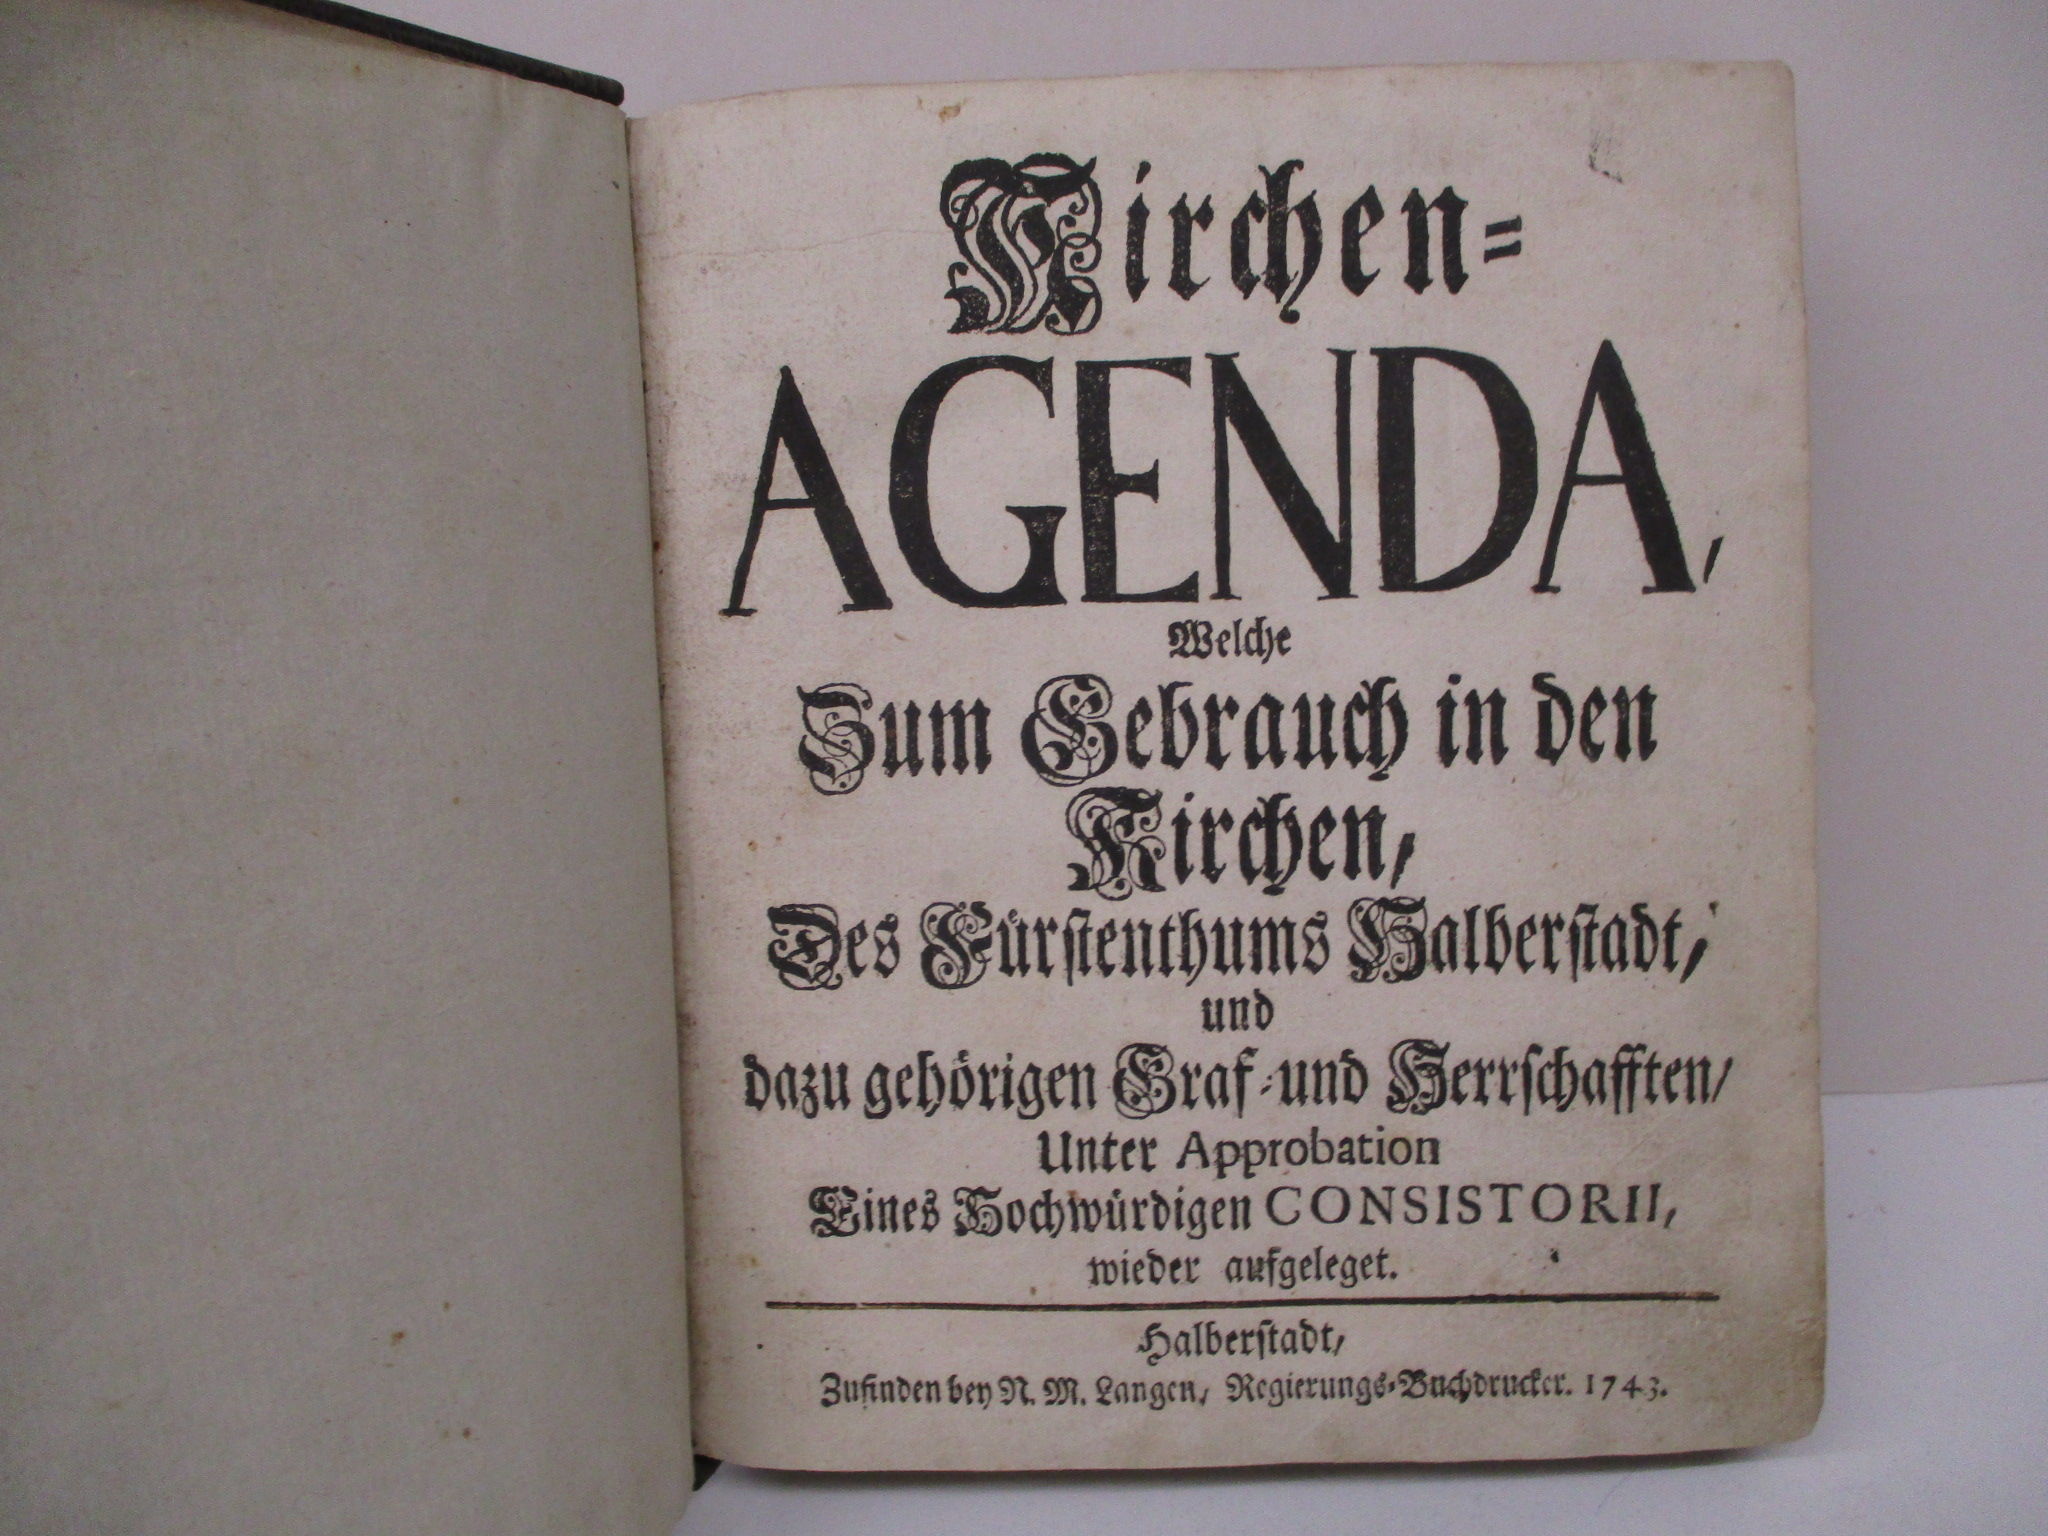 Kirchen=
AGENDA,
Welche
Zum Gebrauch in den
Kirchen/
Des Fürstenthums Halberstadt/
und
dazu gehörigen Graf=und Herrschafften/
Unter Approbation
Eines Hochwürdigen CONSISTORII,
wieder aufgeleget.
Halberstadt/
Zufinden bey N. M. Langen/ Regierungs=Buchdrucker. 1743.